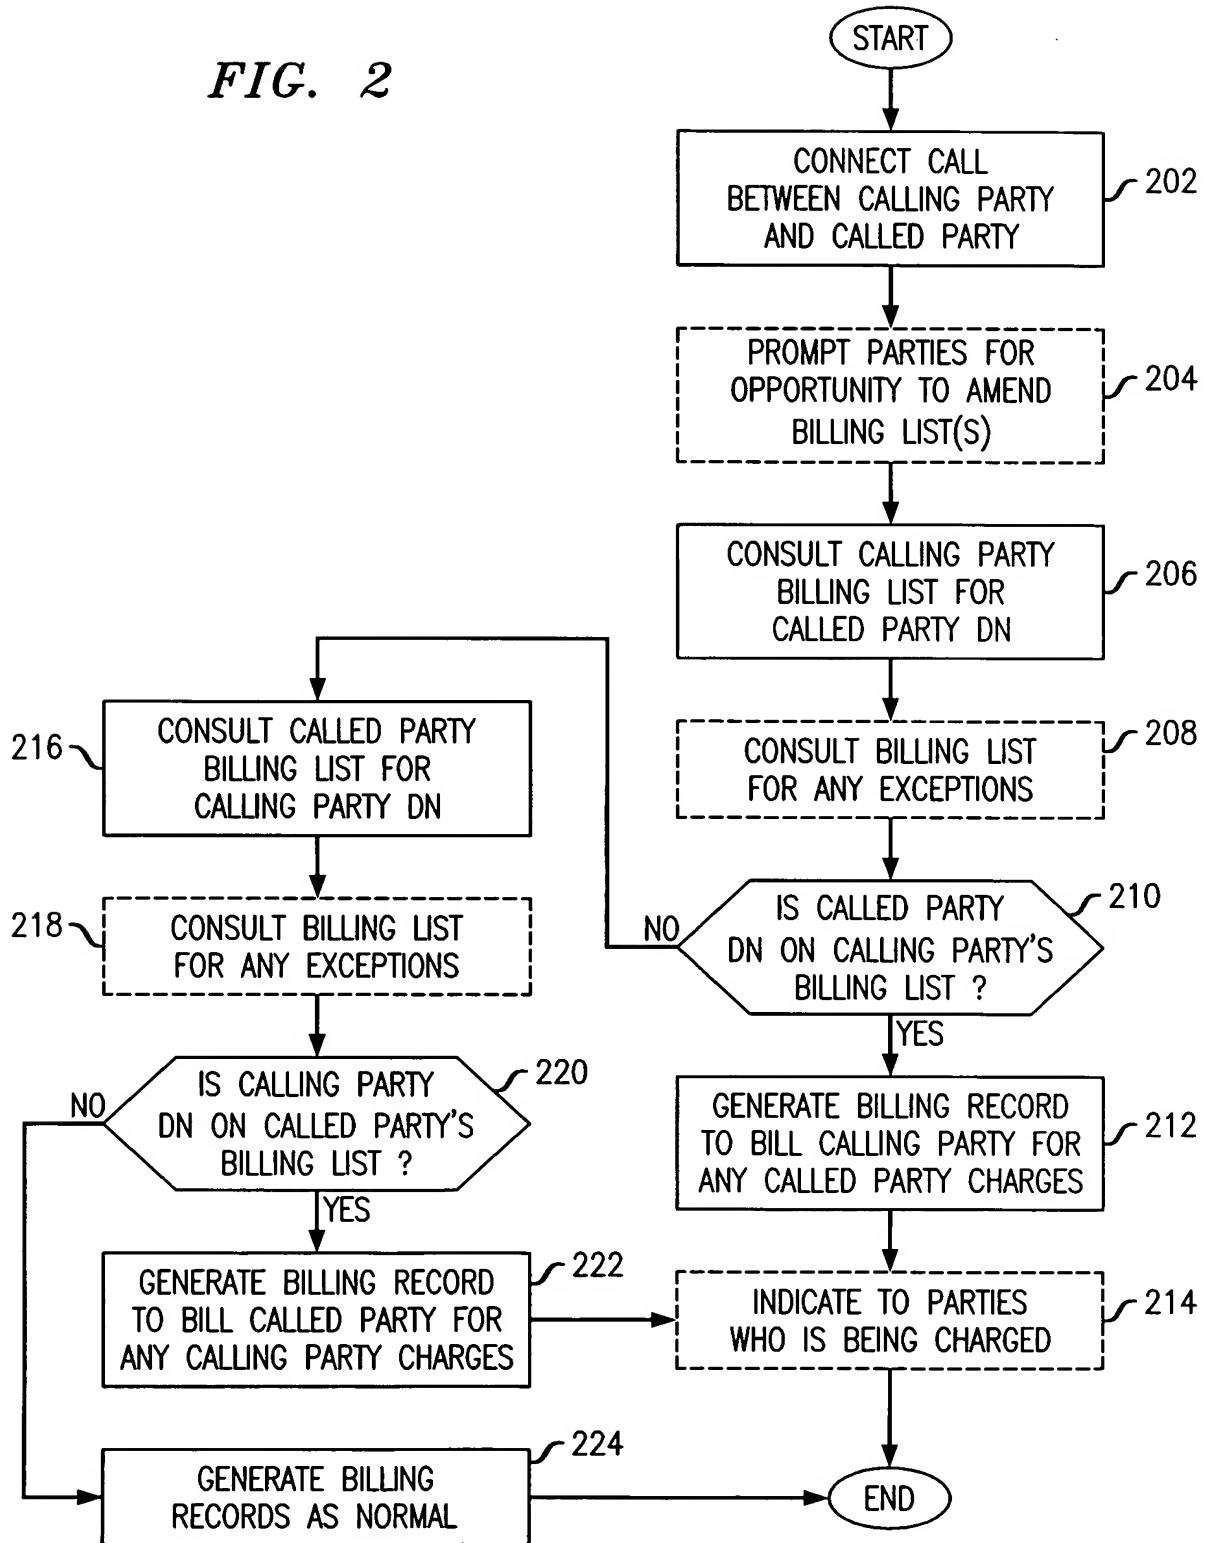 FIG. 2
START
CONNECT CALL
BETWEEN CALLING PARTY
AND CALLED PARTY
202
PROMPT PARTIES FOR
OPPORTUNITY TO AMEND
BILLING LIST(S)
204
CONSULT CALLING PARTY
BILLING LIST FOR
CALLED PARTY DN
206
CONSULT BILLING LIST
FOR ANY EXCEPTIONS
208
IS CALLED PARTY
DN ON CALLING PARTY'S
BILLING LIST ?
210
NO
YES
GENERATE BILLING RECORD
TO BILL CALLING PARTY FOR
ANY CALLED PARTY CHARGES
212
INDICATE TO PARTIES
WHO IS BEING CHARGED
214
216
CONSULT CALLED PARTY
BILLING LIST FOR
CALLING PARTY DN
218
CONSULT BILLING LIST
FOR ANY EXCEPTIONS
IS CALLING PARTY
DN ON CALLED PARTY'S
BILLING LIST ?
220
NO
YES
GENERATE BILLING RECORD
TO BILL CALLED PARTY FOR
ANY CALLING PARTY CHARGES
222
GENERATE BILLING
RECORDS AS NORMAL
224
END